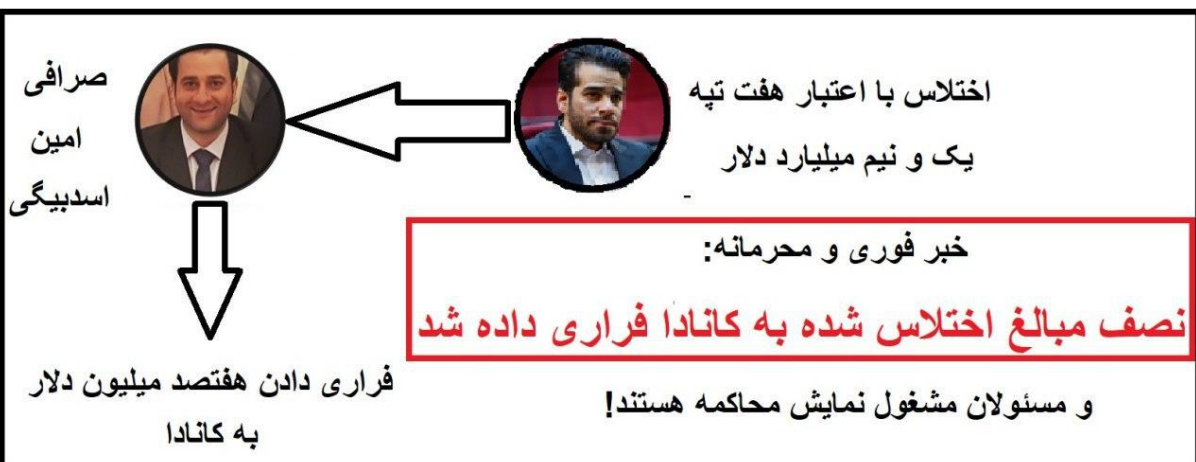 اختلاس با اعتبار هفت تپه
یک و نیم میلیارد دلار
صرافی
امین
اسدبیگی
خبر فوری و محرمانه:
نصف مبالغ اختلاس شده به کانادا فراری داده شد
و مسئولان مشغول نمایش محاکمه هستند!
فراری دادن هفتصد میلیون دلار
به کانادا